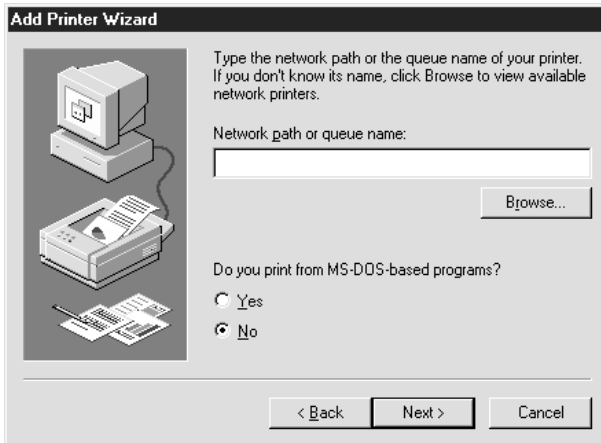 Add Printer Wizard
Type the network path or the queue name of your printer.
If you don't know its name, click Browse to view available
network printers.
Network path or queue name:
Browse...
Do you print from MS-DOS-based programs?
Yes
No
< Back
Next >
Cancel